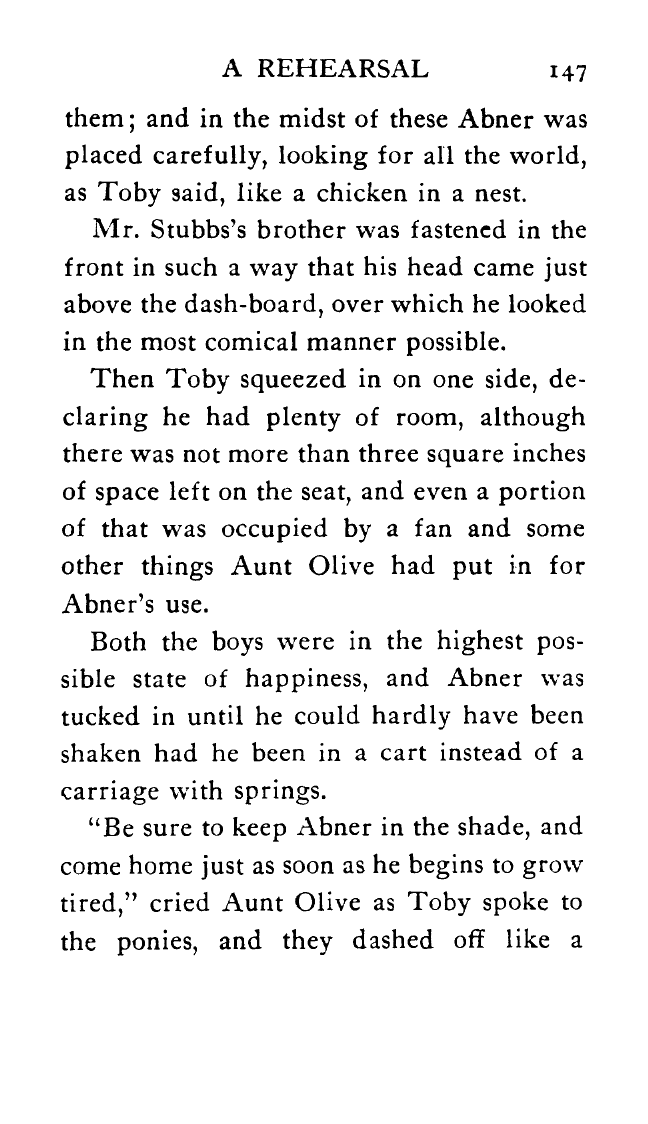 A REHEARSAL 147
them; and in the midst of these Abner was
placed carefully, looking for all the world,
as Toby said, like a chicken in a nest.
Mr. Stubbs's brother was fastened in the
front in such a way that his head came just
above the dash-board, over which he looked
in the most comical manner possible.
Then Toby squeezed in on one side, de-
claring he had plenty of room, although
there was not more than three square inches
of space left on the seat, and even a portion
of that was occupied by a fan and some
other things Aunt Olive had put in for
Abner's use.
Both the boys were in the highest pos-
sible state of happiness, and Abner was
tucked in until he could hardly have been
shaken had he been in a cart instead of a
carriage with springs.
"Be sure to keep Abner in the shade, and
come home just as soon as he begins to grow
tired," cried Aunt Olive as Toby spoke to
the ponies, and they dashed off like a